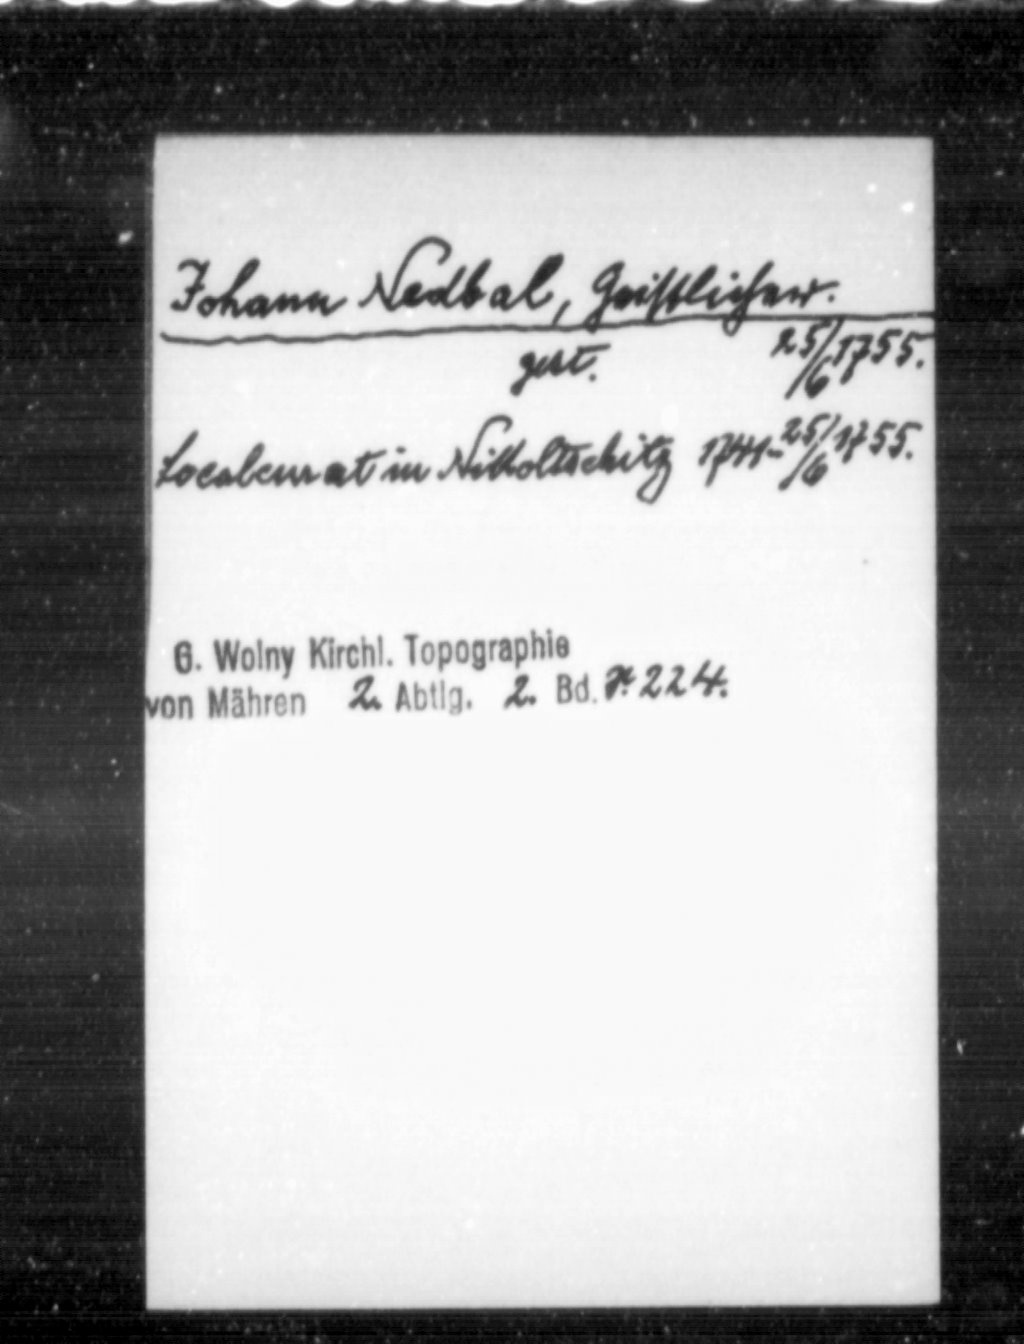 Johann Nedbal, Geistlicher.
gest. 25/6 1755.
Localcurat in Nikoltschitz 1741-25/6 1755.
G. Wolny Kirchl. Topographie
von Mähren 2. Abtlg. 2. Bd. S. 224.